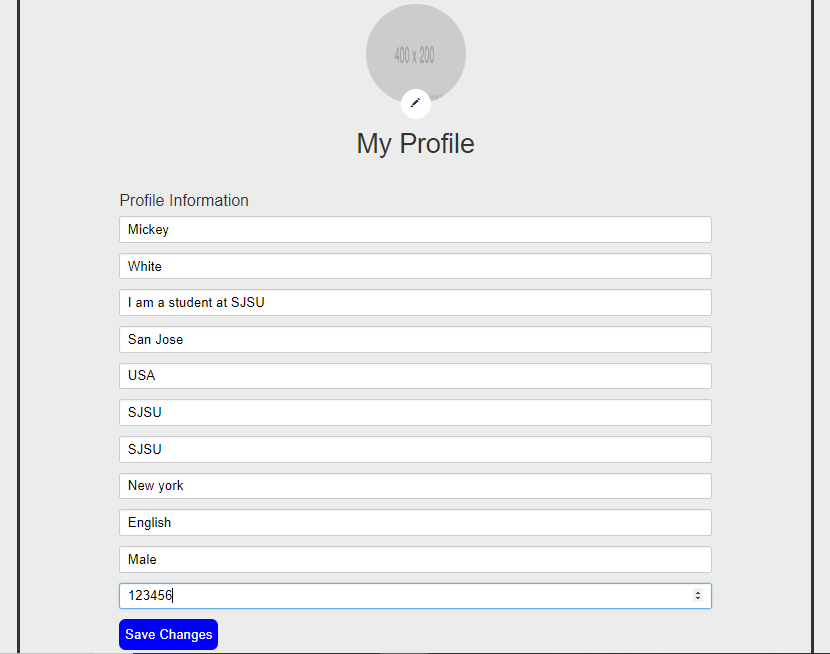 400 x 200
My Profile
Profile Information
Mickey
White
I am a student at SJSU
San Jose
USA
SJSU
SJSU
New york
English
Male
123456
Save Changes